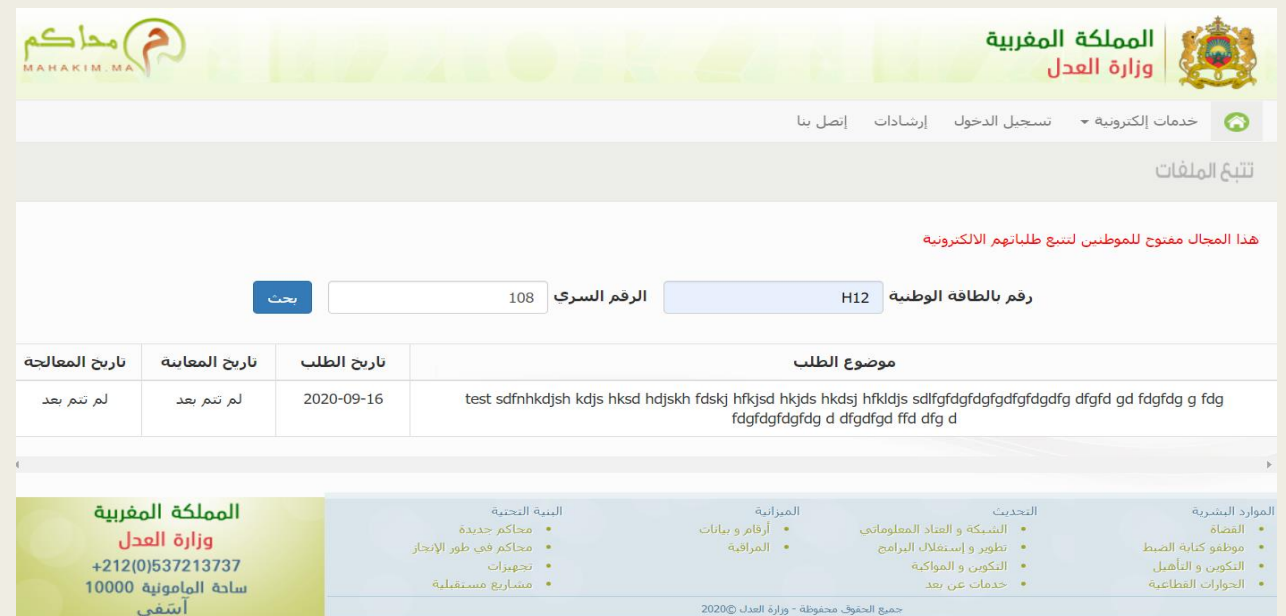 المملكة المغربية
وزارة العدل
محاكم
MAHAKIM.MA
خدمات إلكترونية
تسجيل الدخول
إرشادات
إتصل بنا
تتبع الملفات
هذا المجال مفتوح للموطنين لتتبع طلباتهم الالكترونية
رقم بالطاقة الوطنية H12 الرقم السري 108 بحث
موضوع الطلب تاريخ الطلب تاريخ المعاينة تاريخ المعالجة
test sdfnhkdjsh kdjs hksd hdjskh fdskj hfkjsd hkjds hkdsj hfkldjs sdlfgfdgfdgfgdfgfdgdfg dfgfd gd fdgfdg g fdg 2020-09-16 لم تتم بعد لم تتم بعد
fdgfdgfdgfdg d dfgdfgd ffd dfg d
الموارد البشرية
القضاة
موظفو كتابة الضبط
التكوين و التأهيل
الحوارات القطاعية
التحديث
الشبكة و العتاد المعلوماتي
تطوير و إستغلال البرامج
التكوين و المواكبة
خدمات عن بعد
الميزانية
أرقام و بيانات
المراقبة
البنية التحتية
محاكم جديدة
محاكم في طور الإنجاز
تجهيزات
مشاريع مستقبلية
المملكة المغربية
وزارة العدل
+212(0)537213737
ساحة المامونية 10000
آسَفي
جميع الحقوق محفوظة - وزارة العدل ©2020